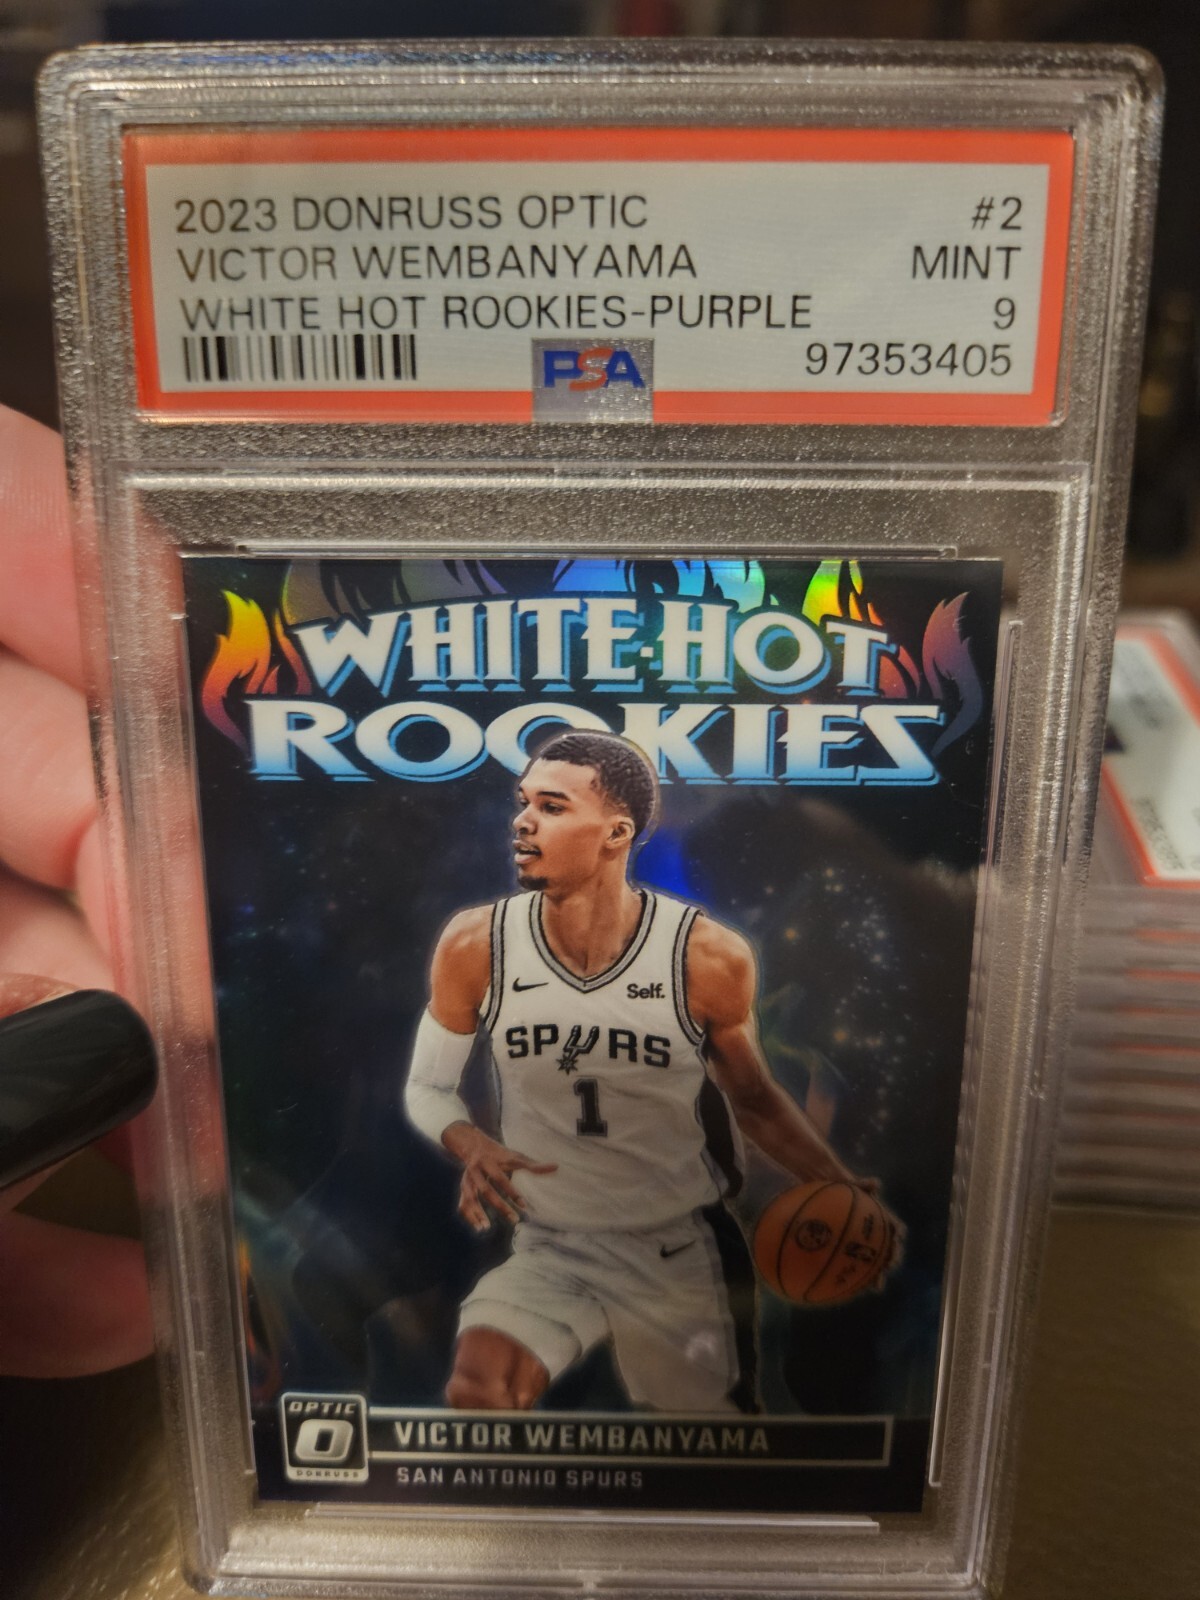 2023 DONRUSS OPTIC #2
VICTOR WEMBANYAMA MINT
WHITE HOT ROOKIES-PURPLE 9
PSA 97353405
WHITE-HOT
ROOKIES
Self.
SPURS
1
OPTIC
O
DONRUSS
VICTOR WEMBANYAMA
SAN ANTONIO SPURS